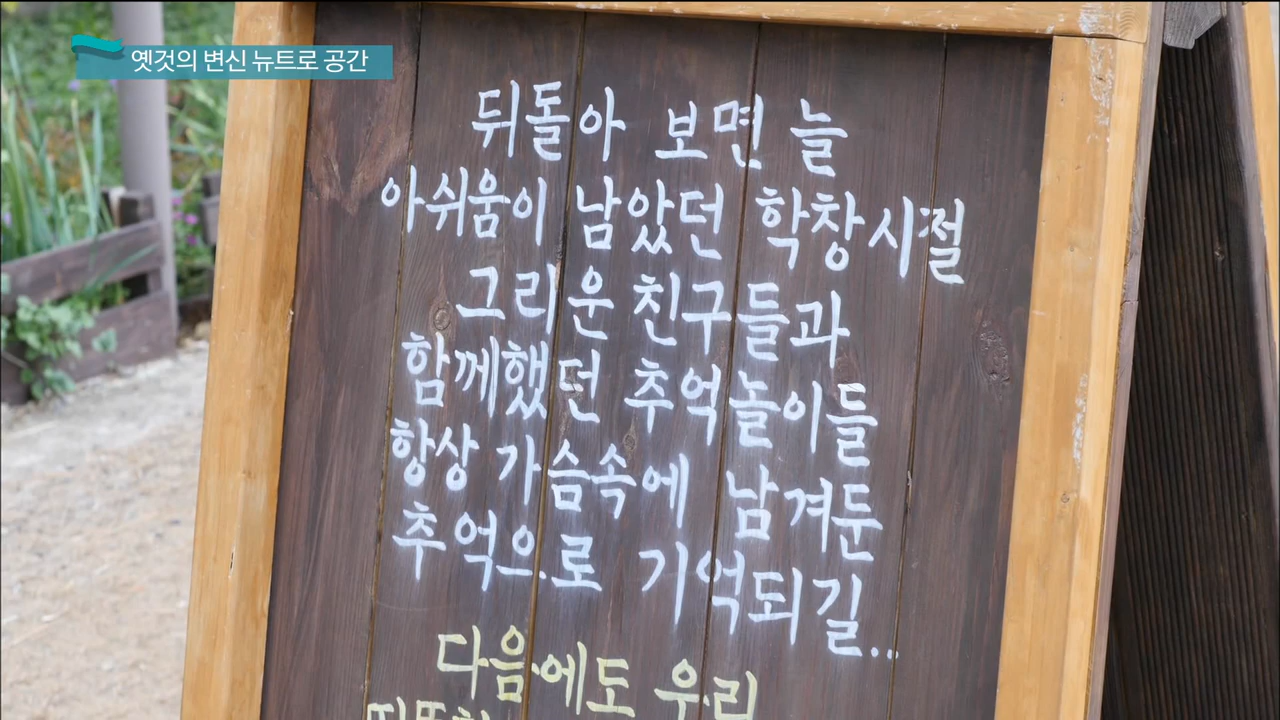 옛것의 변신 뉴트로 공간
뒤돌아 보면 늘
아쉬움이 남았던 학창시절
그리운 친구들과
함께했던 추억놀이들
항상 가슴속에 남겨둔
추억으로 기억되길..
다음에도 우리